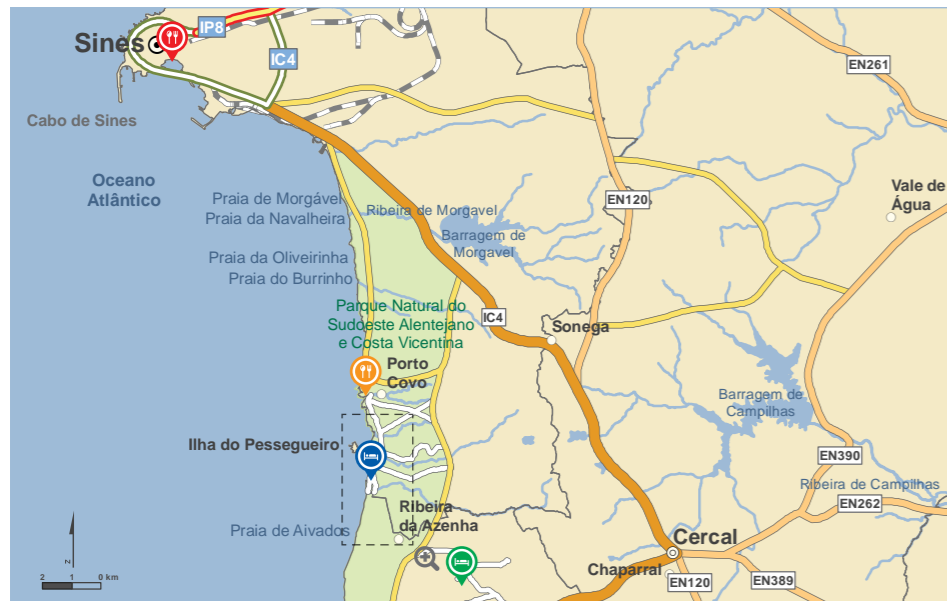 IP8
Sines
IC4
EN261
Cabo de Sines
Oceano
Atlântico
Vale de
Água
Praia de Morgável
Praia da Navalheira
Ribeira de Morgavel
EN120
Barragem de
Morgavel
Praia da Oliveirinha
Praia do Burrinho
Parque Natural do
Sudoeste Alentejano
e Costa Vicentina
IC4
Sonega
Porto
Covo
Barragem de
Campilhas
Ilha do Pessegueiro
EN390
Ribeira de Campilhas
EN262
RIbeira
da Azenha
Praia de Aivados
Cercal
Chaparral
EN120
EN389
N
2 1 0 km